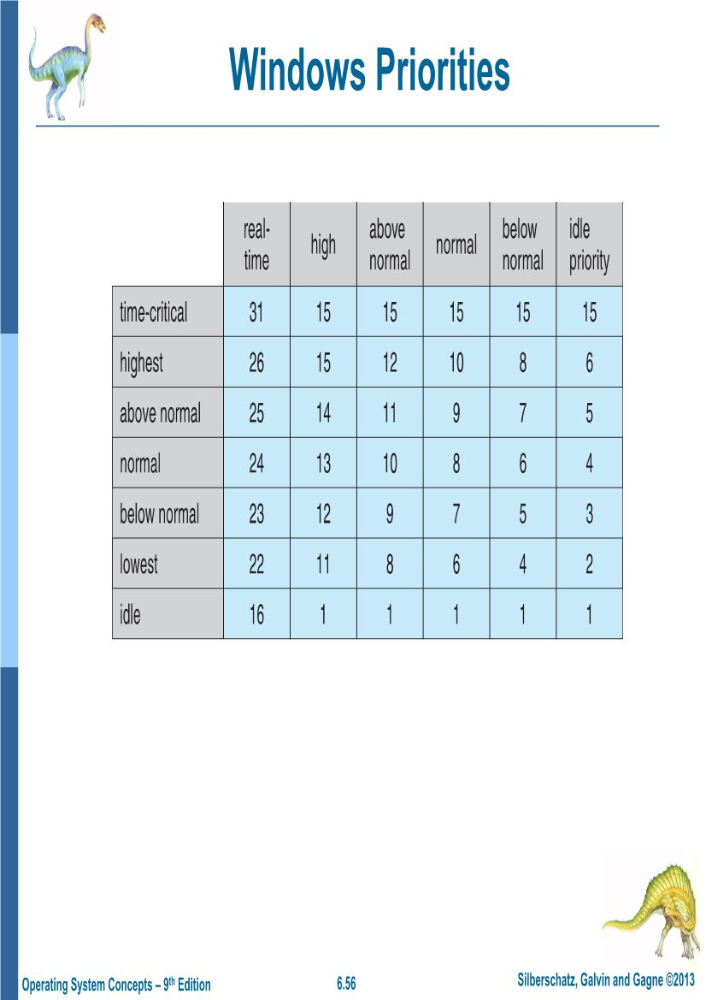 Windows Priorities
real-time high above normal normal below normal idle priority
time-critical 31 15 15 15 15 15
highest 26 15 12 10 8 6
above normal 25 14 11 9 7 5
normal 24 13 10 8 6 4
below normal 23 12 9 7 5 3
lowest 22 11 8 6 4 2
idle 16 1 1 1 1 1
Operating System Concepts – 9th Edition 6.56 Silberschatz, Galvin and Gagne ©2013